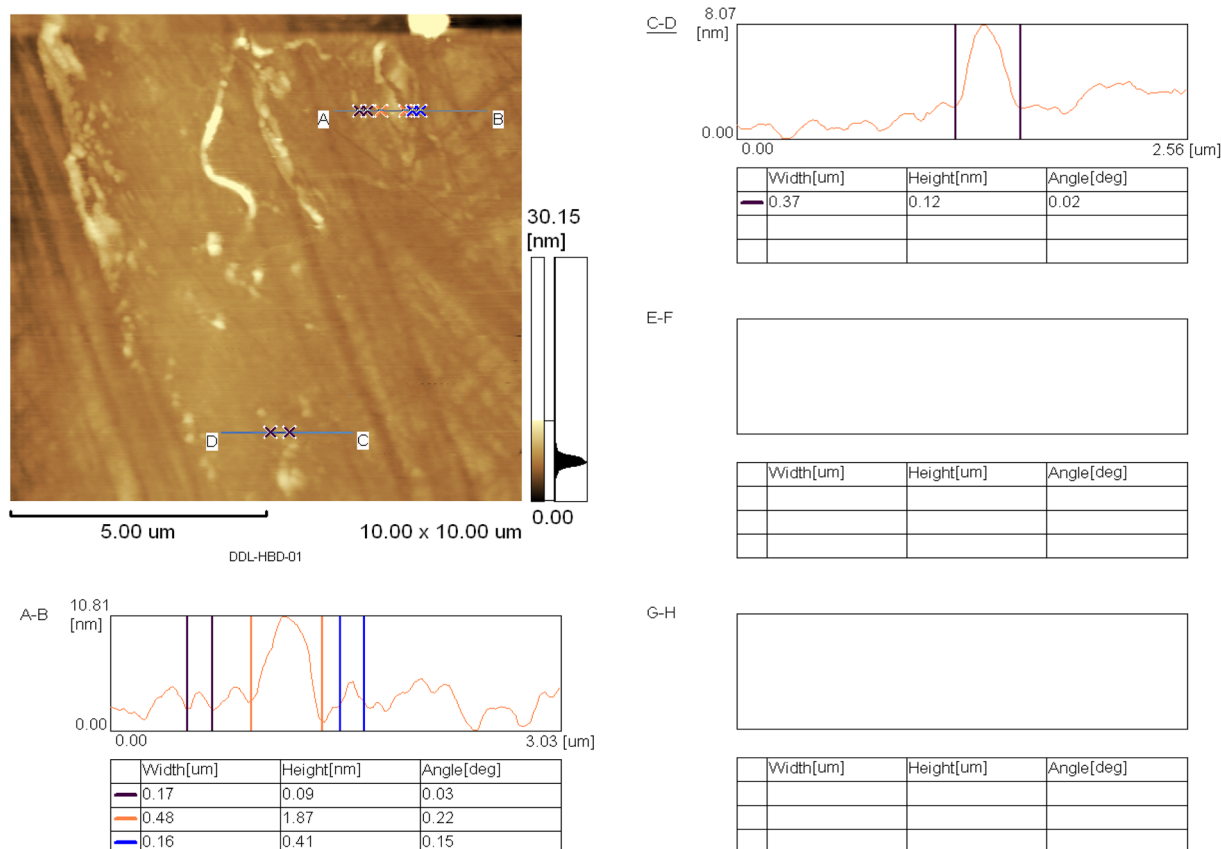 A
B
D
C
30.15
[nm]
0.00
5.00 um
10.00 x 10.00 um
DDL-HBD-01
A-B
10.81
[nm]
0.00
0.00
3.03 [um]
Width[um] Height[nm] Angle[deg]
0.17 0.09 0.03
0.48 1.87 0.22
0.16 0.41 0.15
C-D
8.07
[nm]
0.00
0.00
2.56 [um]
Width[um] Height[nm] Angle[deg]
0.37 0.12 0.02
E-F
Width[um] Height[um] Angle[deg]
G-H
Width[um] Height[um] Angle[deg]